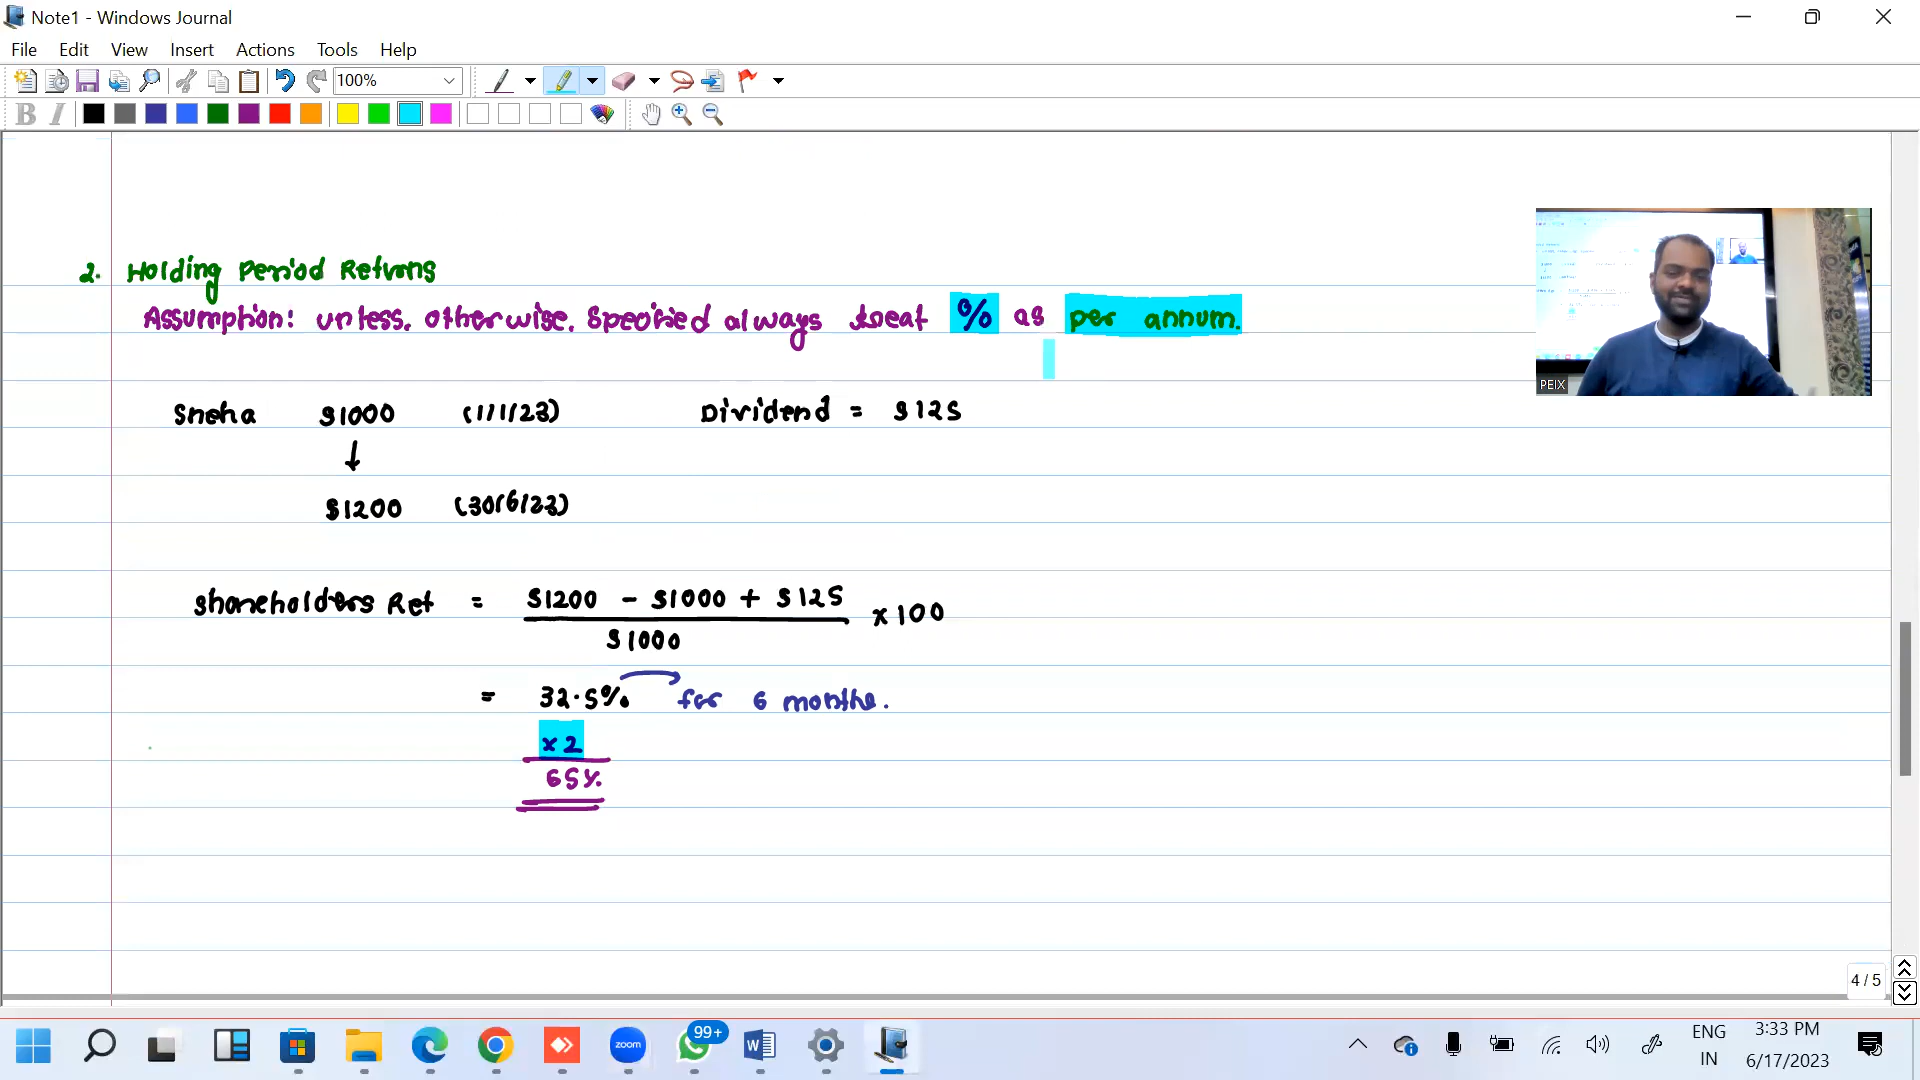 Note1 - Windows Journal
File Edit View Insert Actions Tools Help
100%
B I
2. Holding Period Returns
Assumption: unless. otherwise. Specified always treat % as per annum.
Sneha $1000 (1/1/23) Dividend = $125
↓
$1200 (30/6/23)
Shareholders Ret = $1200 - $1000 + $125 x 100
$1000
= 32.5% for 6 months.
x 2
65%
PEIX
4 / 5
99+
zoom
ENG
IN
3:33 PM
6/17/2023